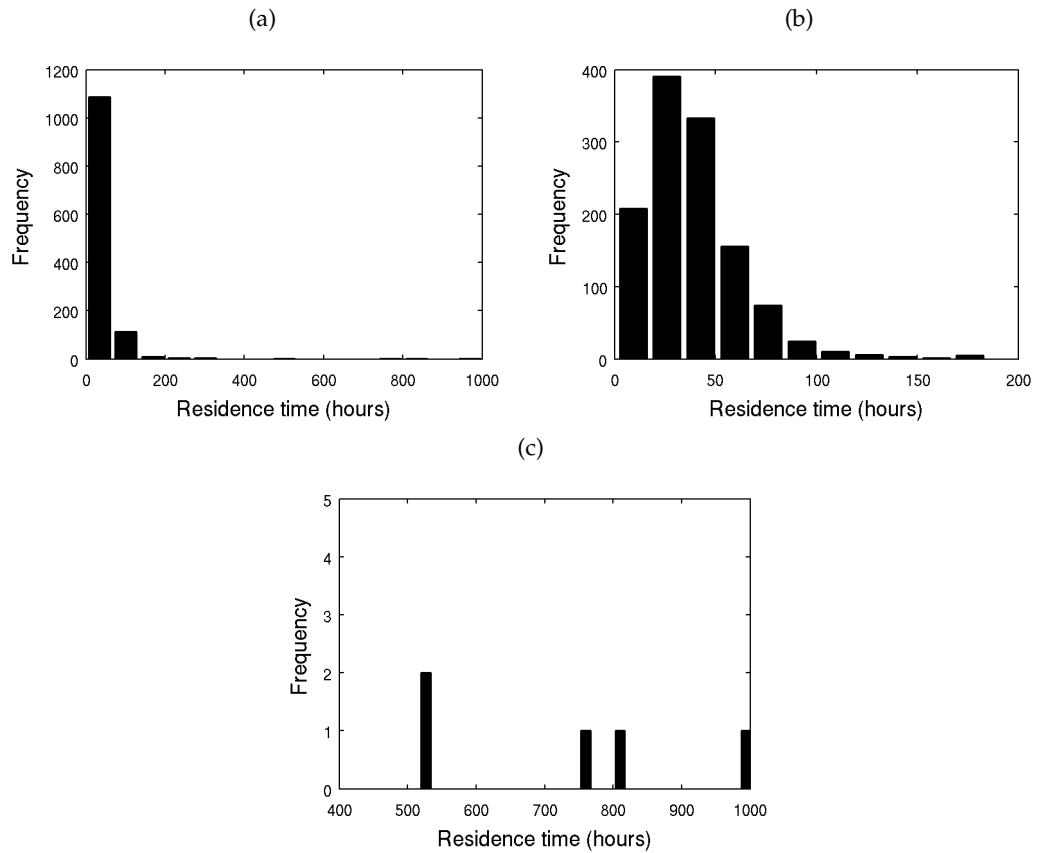 (a)
1200
1000
800
600
400
200
0
Frequency
0 200 400 600 800 1000
Residence time (hours)
(b)
400
300
200
100
0
Frequency
0 50 100 150 200
Residence time (hours)
(c)
5
4
3
2
1
0
Frequency
400 500 600 700 800 900 1000
Residence time (hours)